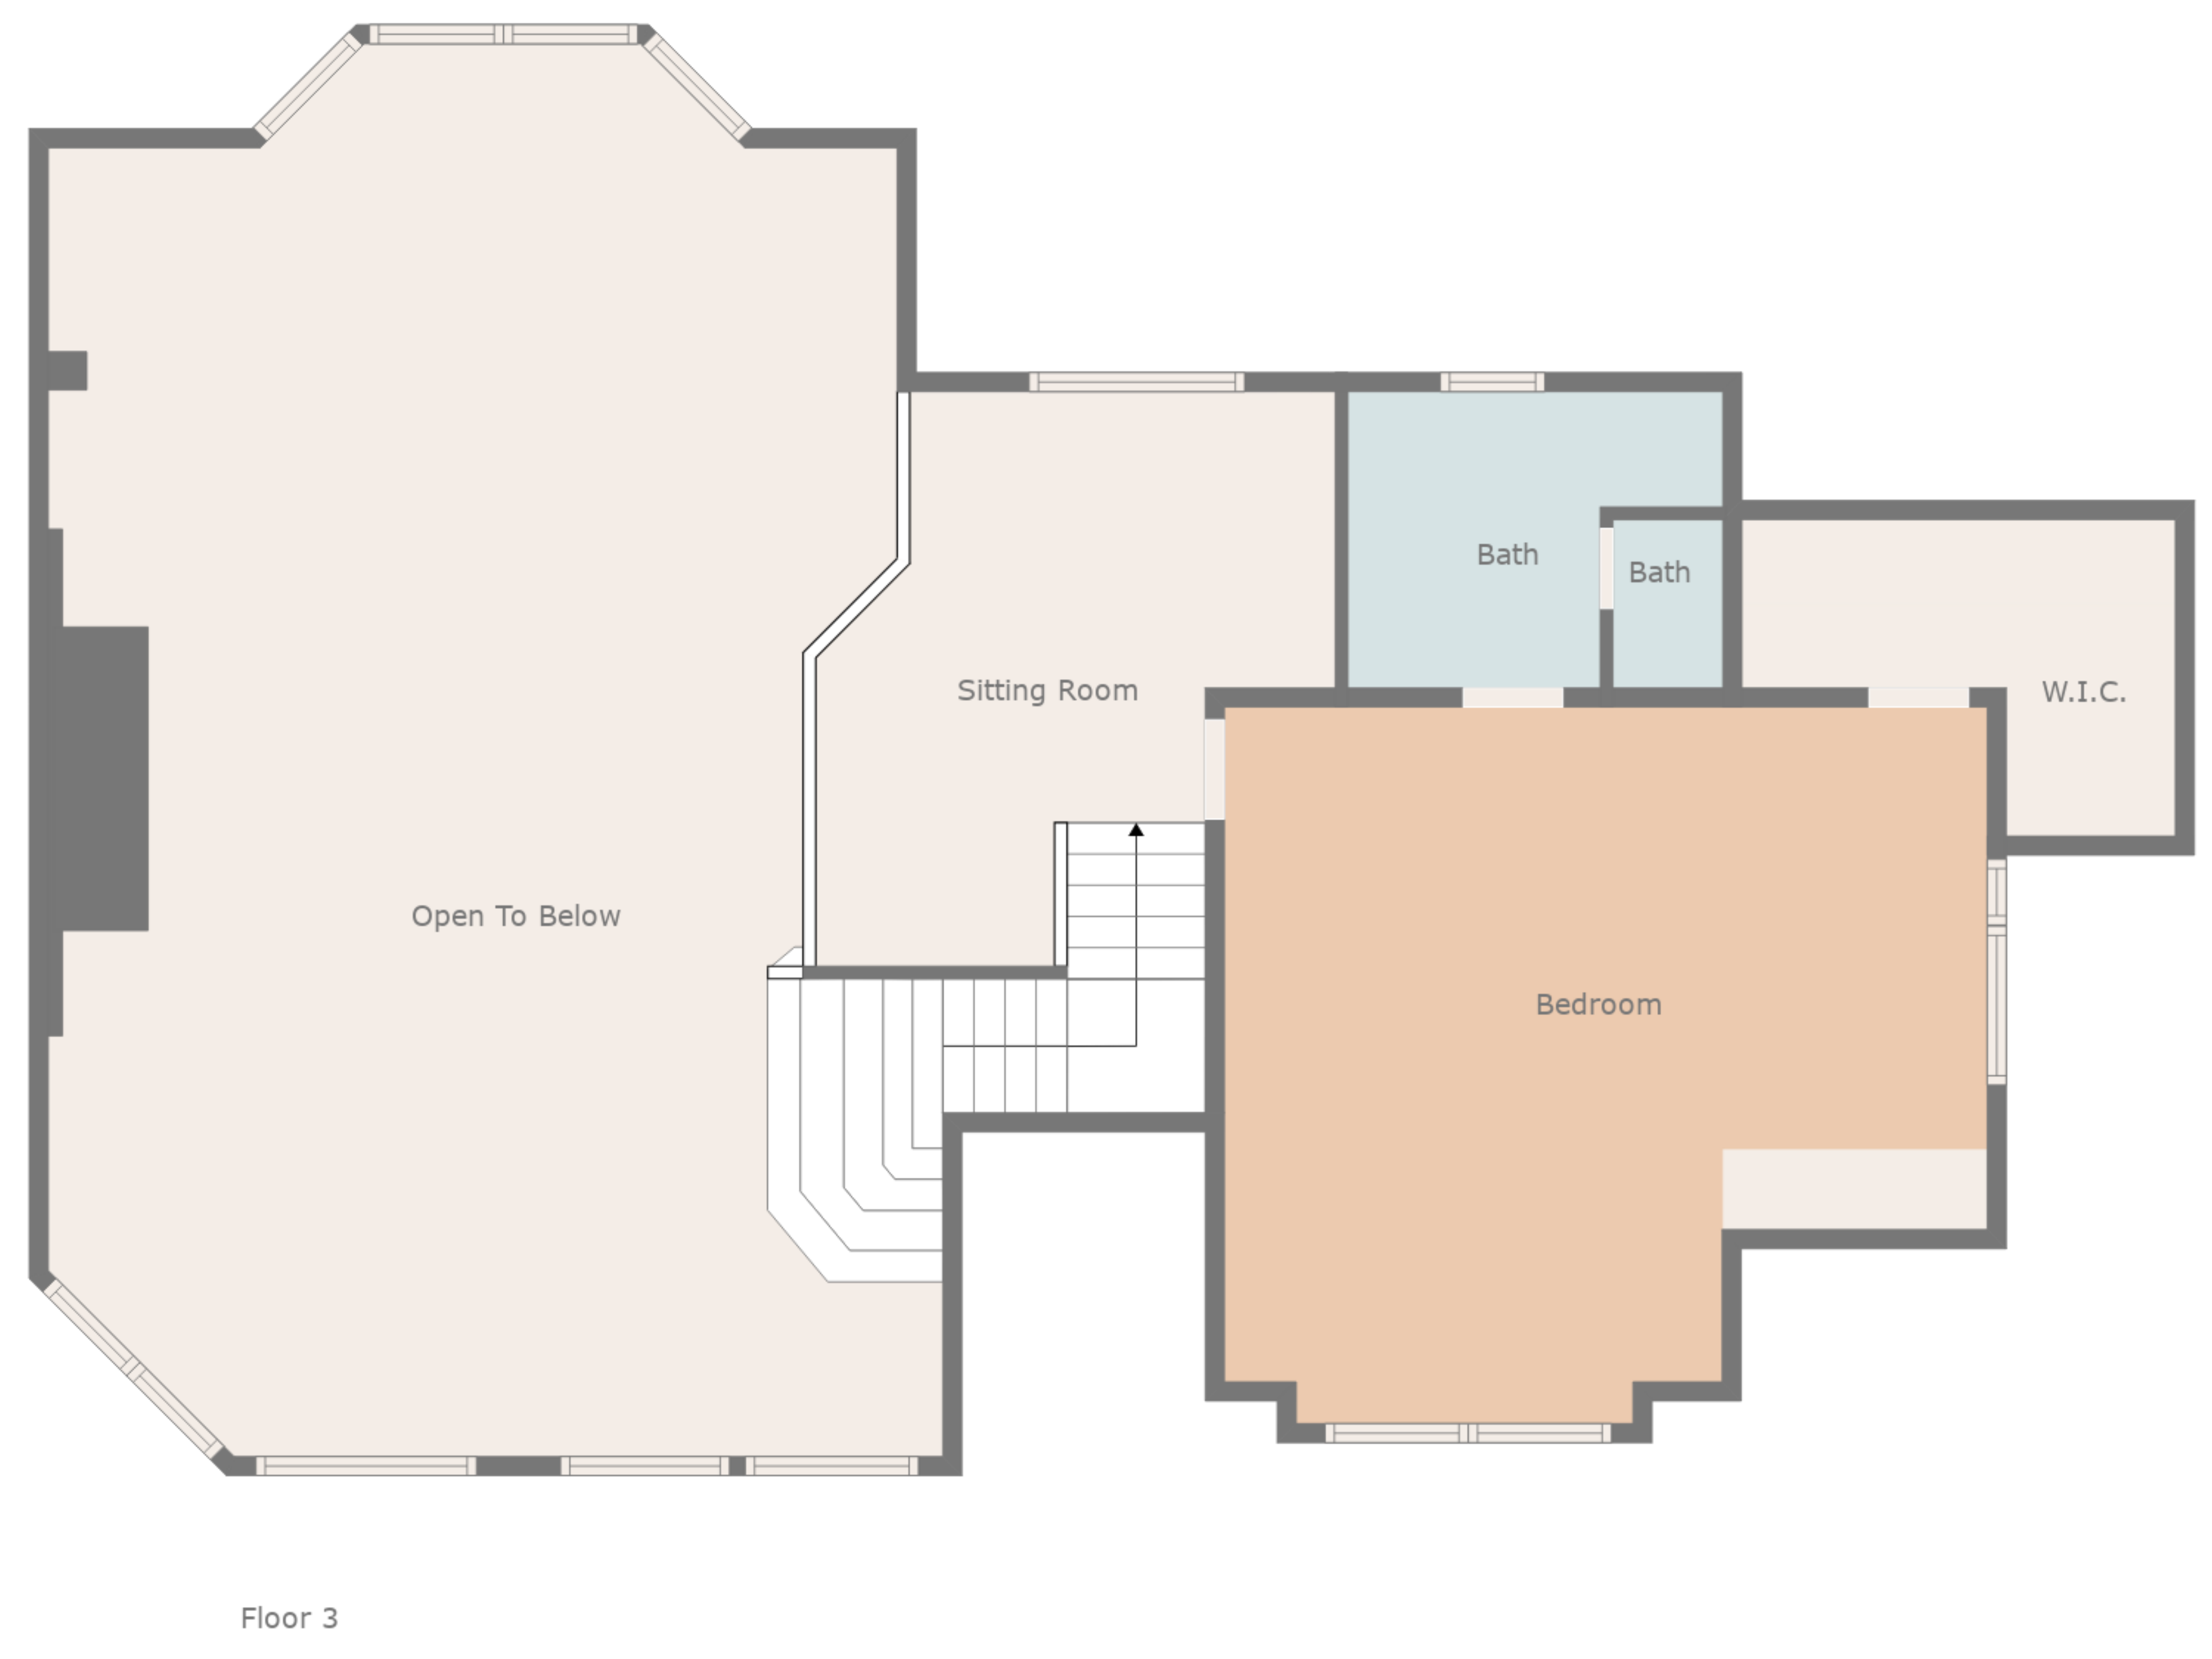 Bath
Bath
Sitting Room
W.I.C.
Open To Below
Bedroom
Floor 3